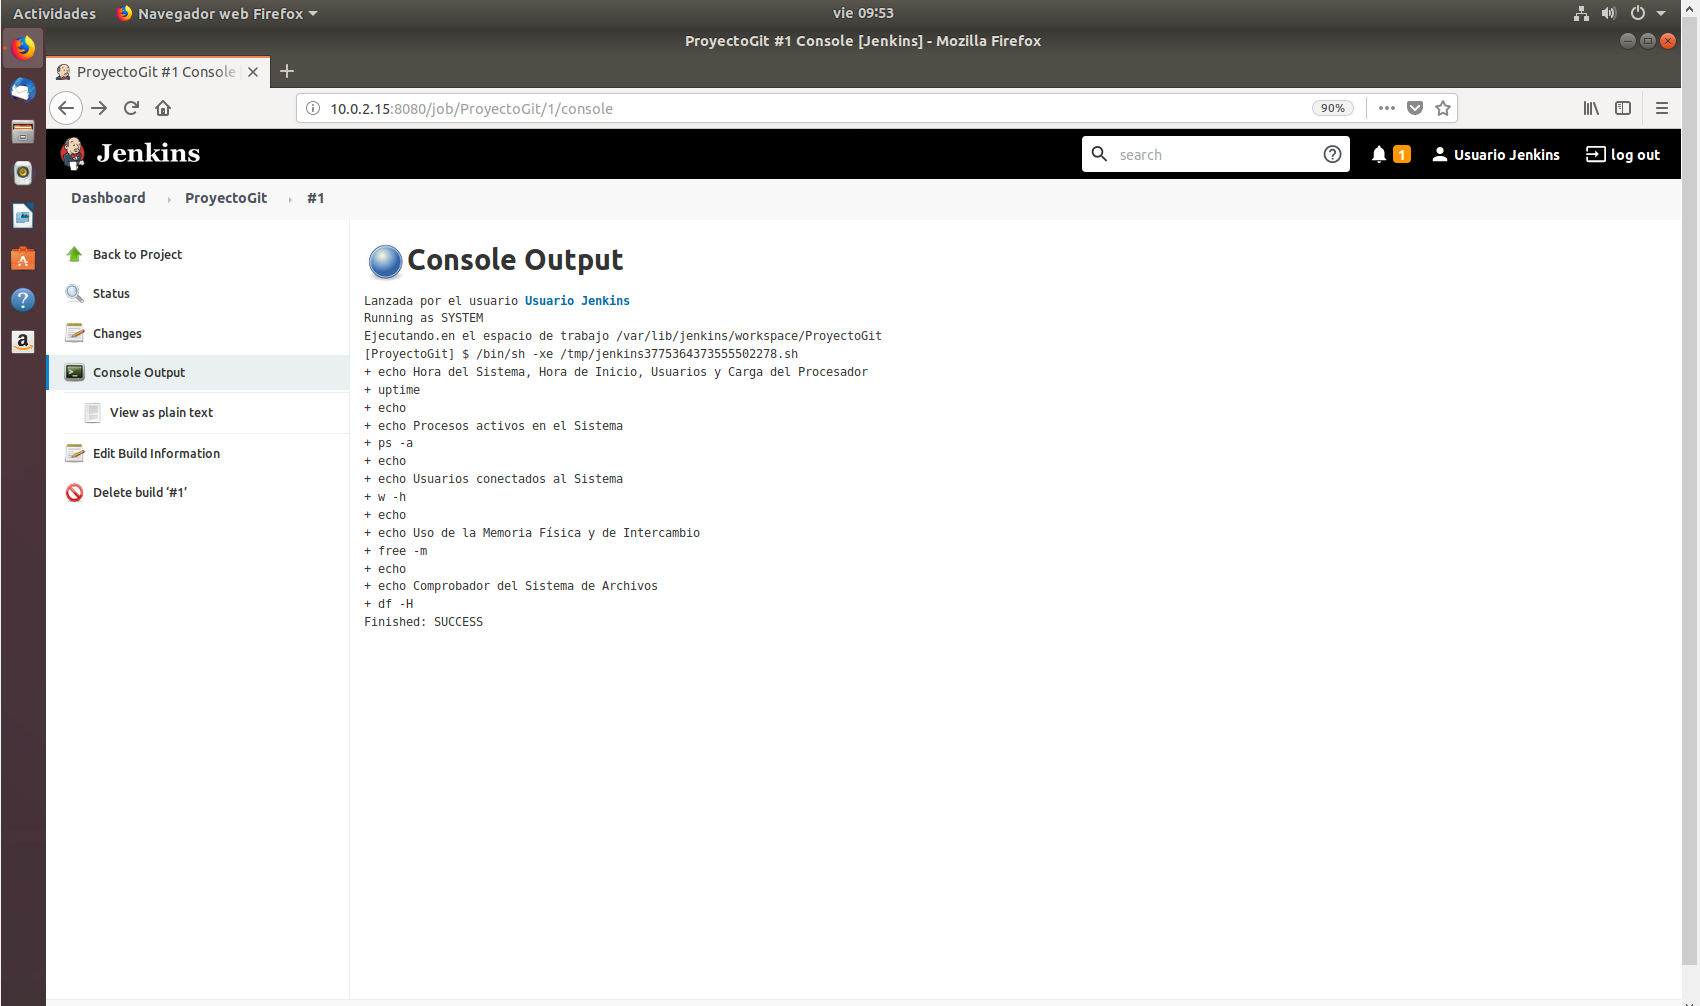 Actividades
Navegador web Firefox
vie 09:53
ProyectoGit #1 Console [Jenkins] - Mozilla Firefox
ProyectoGit #1 Console
10.0.2.15:8080/job/ProyectoGit/1/console
90%
Jenkins
search
1
Usuario Jenkins
log out
Dashboard
ProyectoGit
#1
Back to Project
Status
Changes
Console Output
View as plain text
Edit Build Information
Delete build ‘#1’
Console Output
Lanzada por el usuario Usuario Jenkins
Running as SYSTEM
Ejecutando.en el espacio de trabajo /var/lib/jenkins/workspace/ProyectoGit
[ProyectoGit] $ /bin/sh -xe /tmp/jenkins3775364373555502278.sh
+ echo Hora del Sistema, Hora de Inicio, Usuarios y Carga del Procesador
+ uptime
+ echo
+ echo Procesos activos en el Sistema
+ ps -a
+ echo
+ echo Usuarios conectados al Sistema
+ w -h
+ echo
+ echo Uso de la Memoria Física y de Intercambio
+ free -m
+ echo
+ echo Comprobador del Sistema de Archivos
+ df -H
Finished: SUCCESS